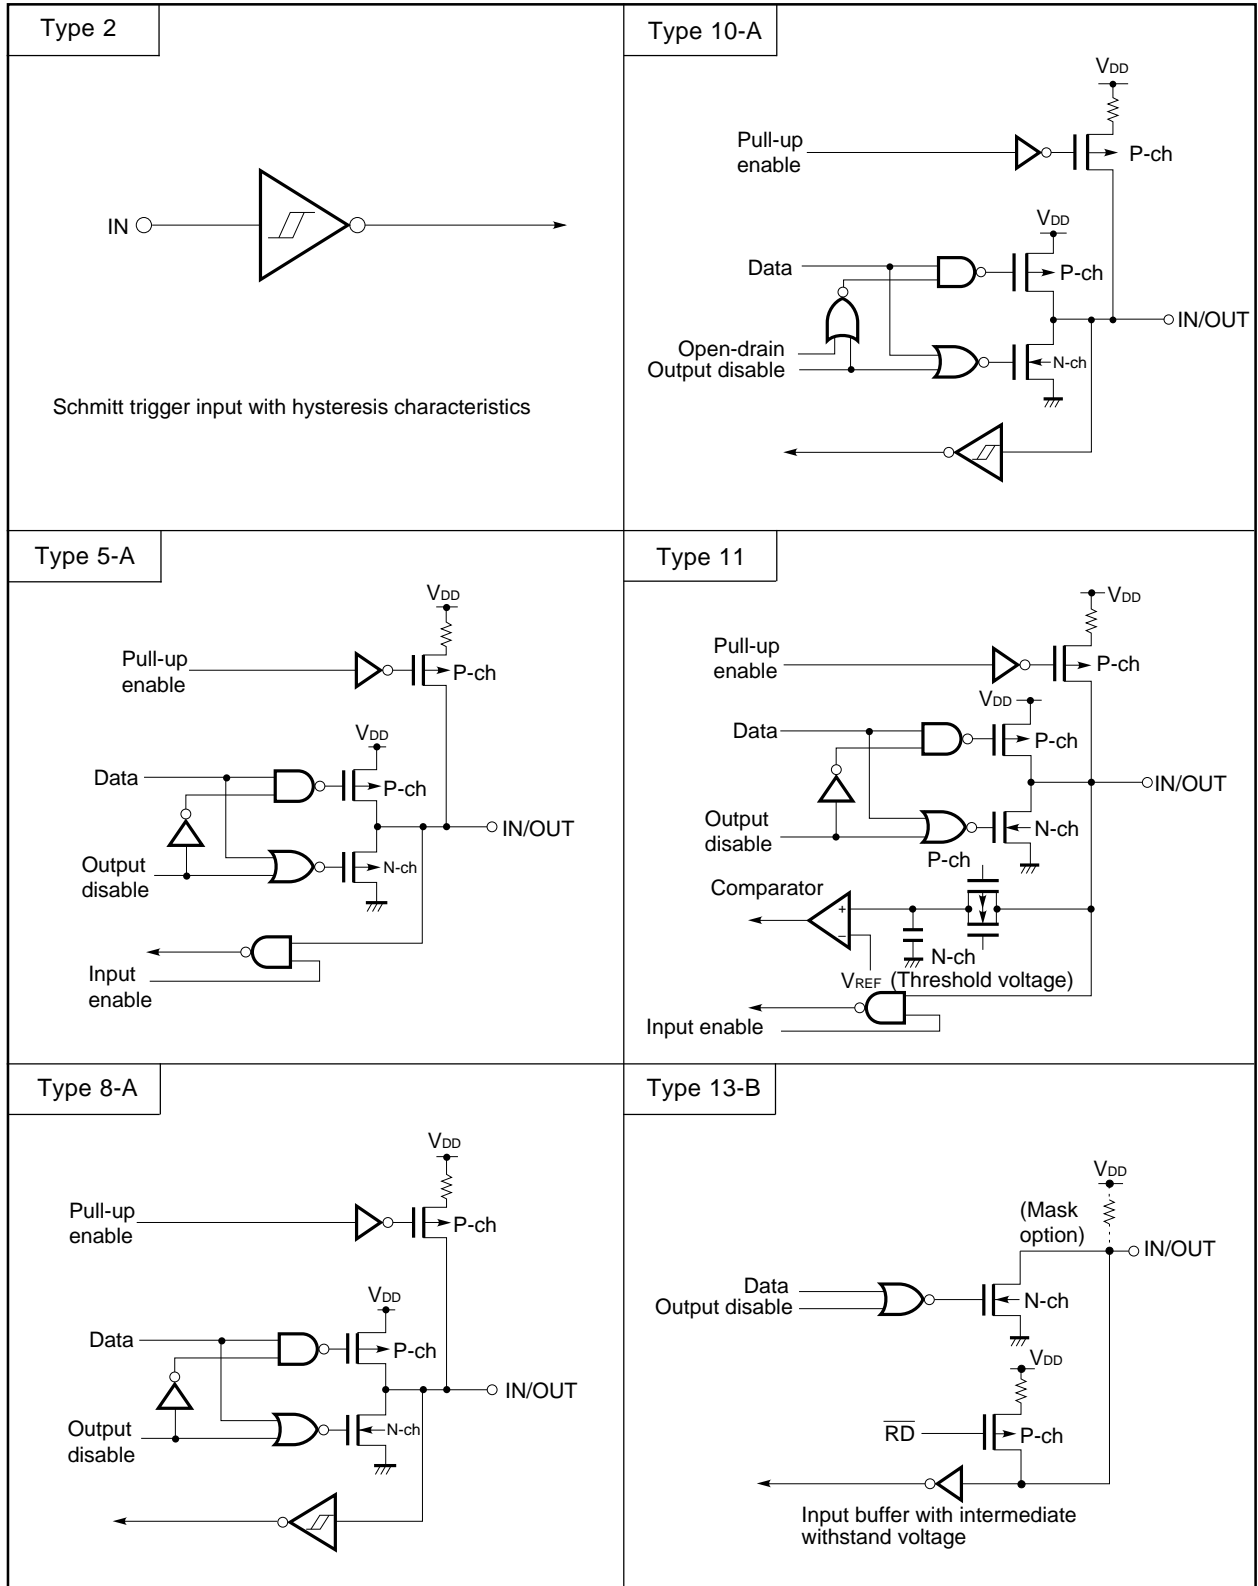 Type 2
IN
Schmitt trigger input with hysteresis characteristics
Type 10-A
VDD
Pull-up
enable
P-ch
VDD
Data
P-ch
IN/OUT
Open-drain
Output disable
N-ch
Type 5-A
VDD
Pull-up
enable
P-ch
VDD
Data
P-ch
IN/OUT
Output
disable
N-ch
Input
enable
Type 11
VDD
Pull-up
enable
P-ch
VDD
Data
P-ch
IN/OUT
Output
disable
N-ch
P-ch
Comparator
+
–
N-ch
VREF (Threshold voltage)
Input enable
Type 8-A
VDD
Pull-up
enable
P-ch
VDD
Data
P-ch
IN/OUT
Output
disable
N-ch
Type 13-B
VDD
(Mask
option)
IN/OUT
Data
Output disable
N-ch
VDD
RD
P-ch
Input buffer with intermediate
withstand voltage